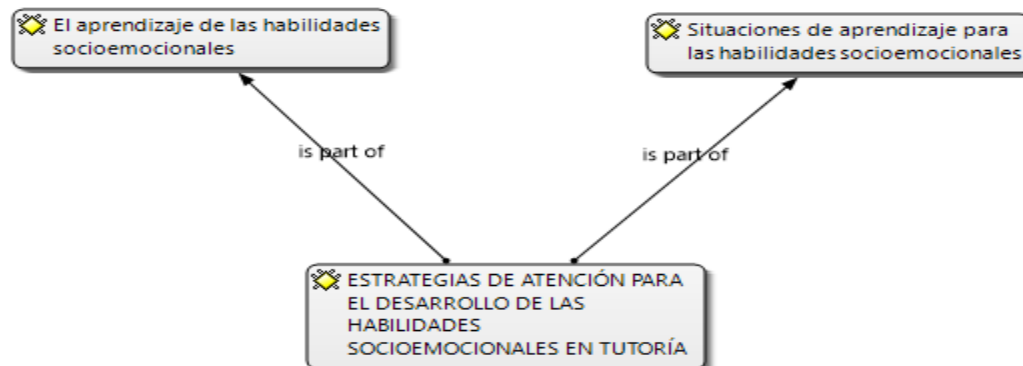 El aprendizaje de las habilidades
socioemocionales
Situaciones de aprendizaje para
las habilidades socioemocionales
is part of
is part of
ESTRATEGIAS DE ATENCIÓN PARA
EL DESARROLLO DE LAS
HABILIDADES
SOCIOEMOCIONALES EN TUTORÍA